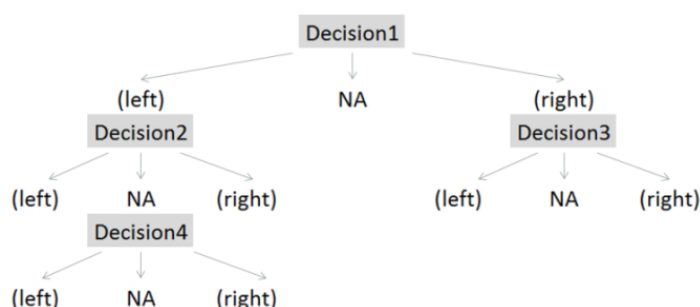 Decision1
(left) NA (right)
Decision2 Decision3
(left) NA (right) (left) NA (right)
Decision4
(left) NA (right)